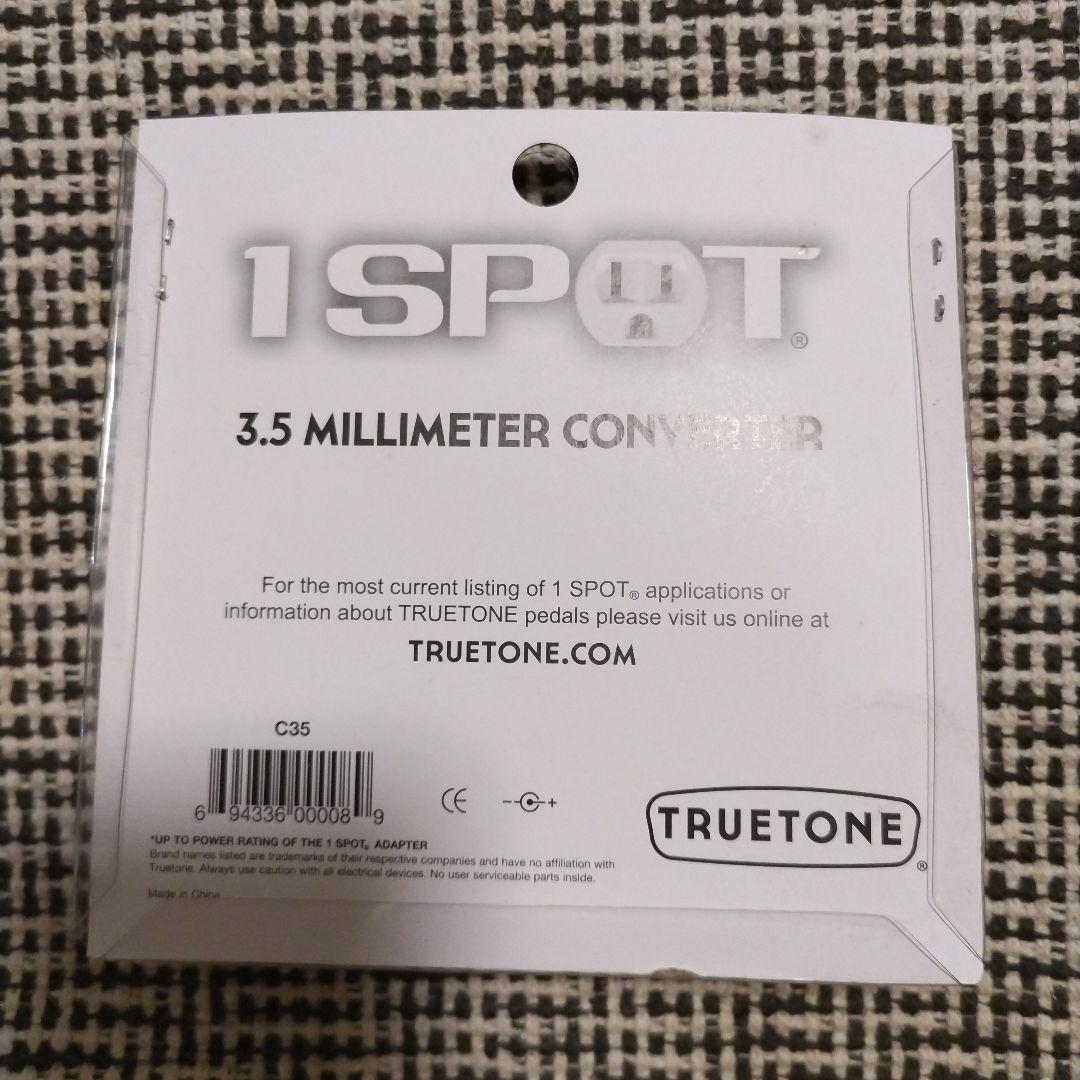 1 SPOT®
3.5 MILLIMETER CONVERTER
For the most current listing of 1 SPOT® applications or
information about TRUETONE pedals please visit us online at
TRUETONE.COM
C35
6 94336 00008 9
CE
TRUETONE®
*UP TO POWER RATING OF THE 1 SPOT® ADAPTER
Brand names listed are trademarks of their respective companies and have no affiliation with
Truetone. Always use caution with all electrical devices. No user serviceable parts inside.
Made in China